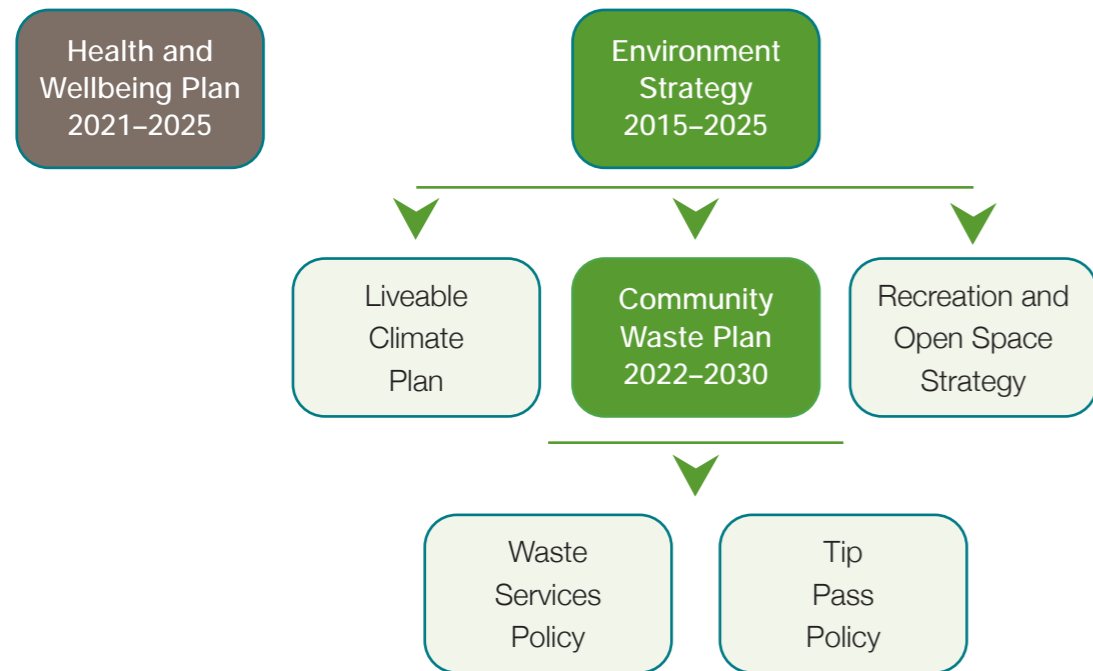 Health and
Wellbeing Plan
2021–2025
Environment
Strategy
2015–2025
Liveable
Climate
Plan
Community
Waste Plan
2022–2030
Recreation and
Open Space
Strategy
Waste
Services
Policy
Tip
Pass
Policy